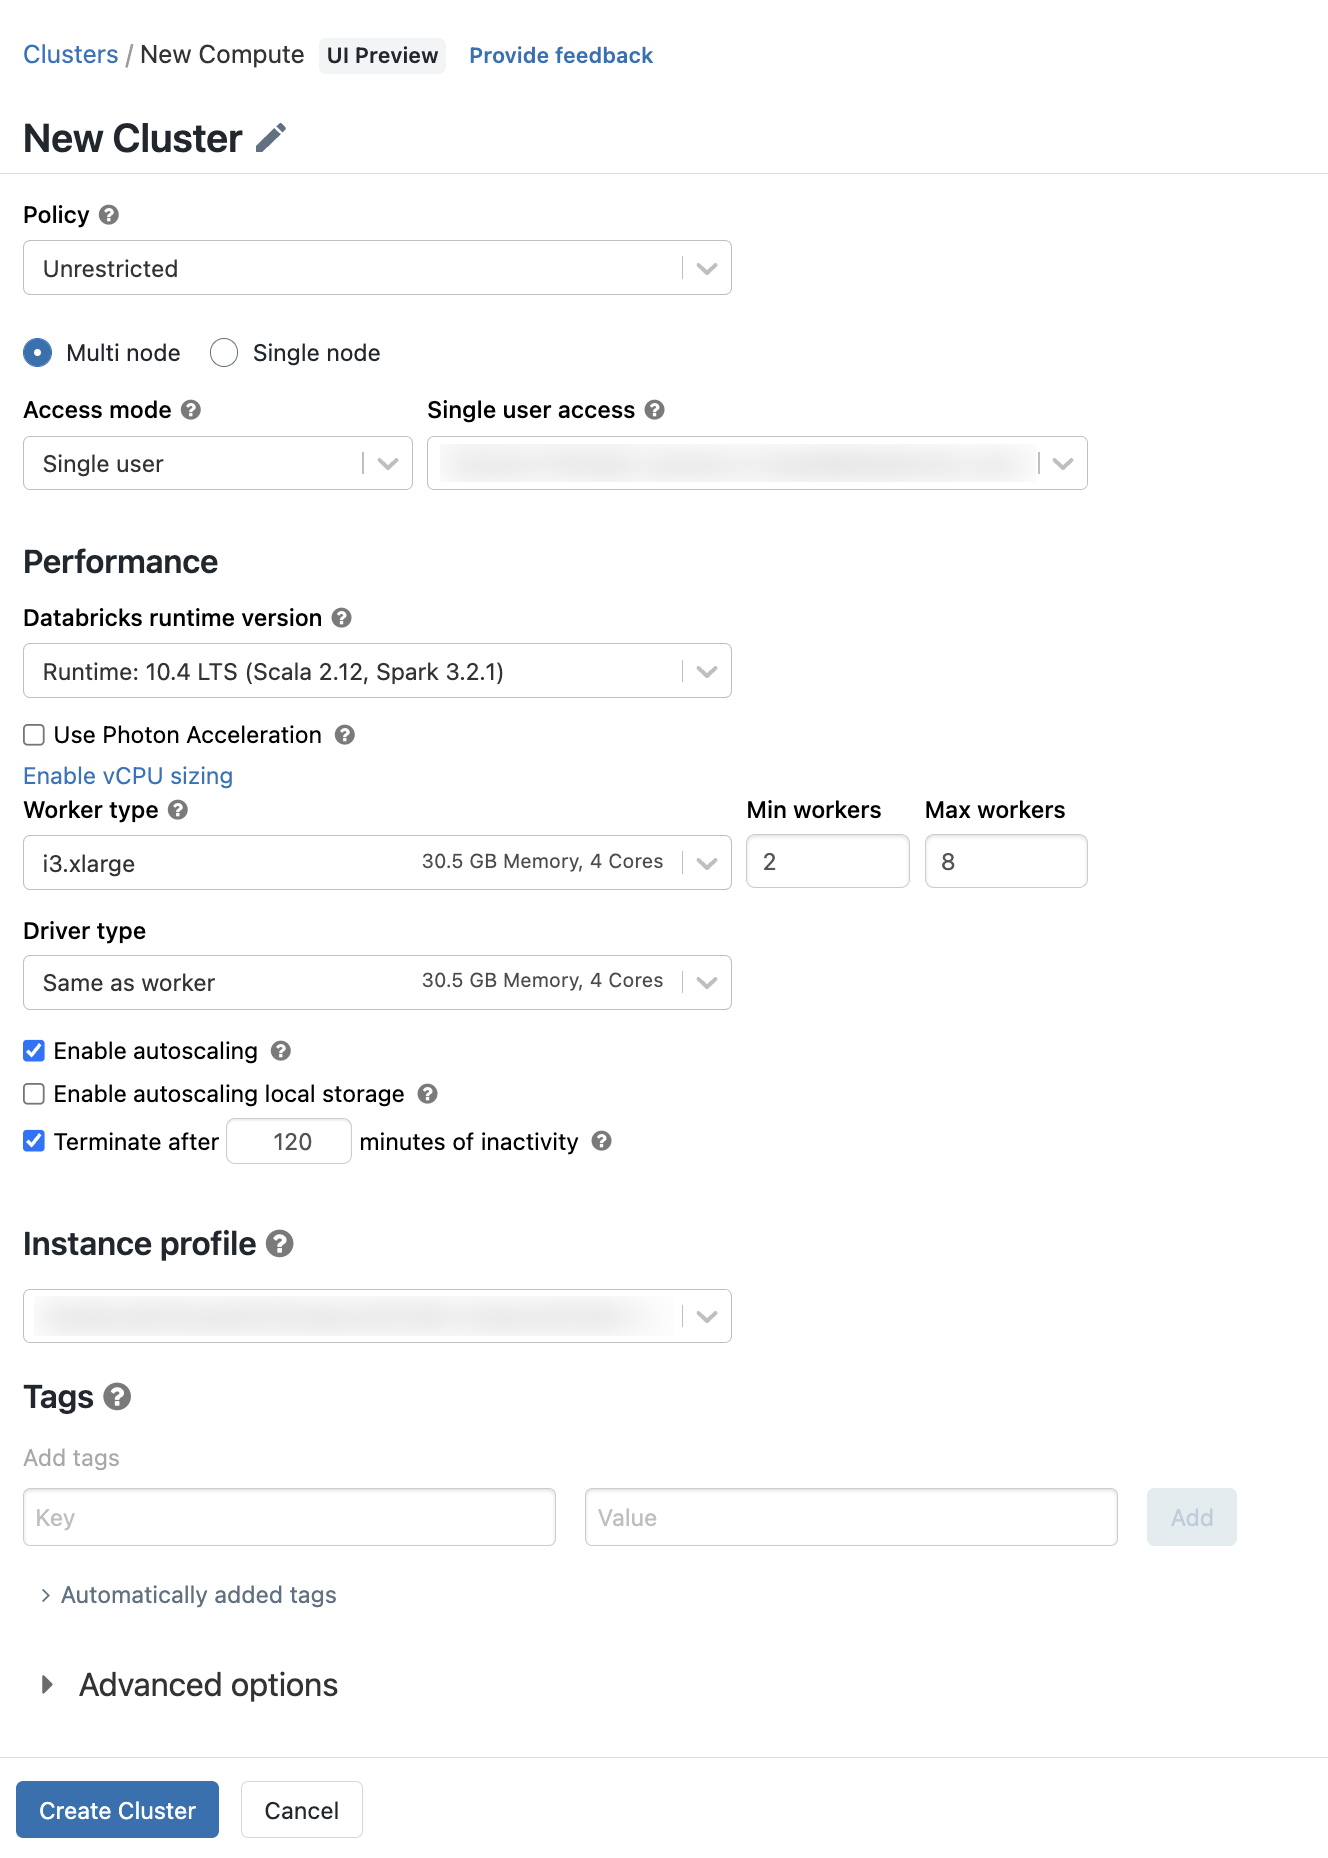 Clusters / New Compute UI Preview Provide feedback
New Cluster
Policy
Unrestricted
Multi node Single node
Access mode Single user access
Single user
Performance
Databricks runtime version
Runtime: 10.4 LTS (Scala 2.12, Spark 3.2.1)
Use Photon Acceleration
Enable vCPU sizing
Worker type Min workers Max workers
i3.xlarge 30.5 GB Memory, 4 Cores 2 8
Driver type
Same as worker 30.5 GB Memory, 4 Cores
Enable autoscaling
Enable autoscaling local storage
Terminate after 120 minutes of inactivity
Instance profile
Tags
Add tags
Key Value Add
Automatically added tags
Advanced options
Create Cluster Cancel